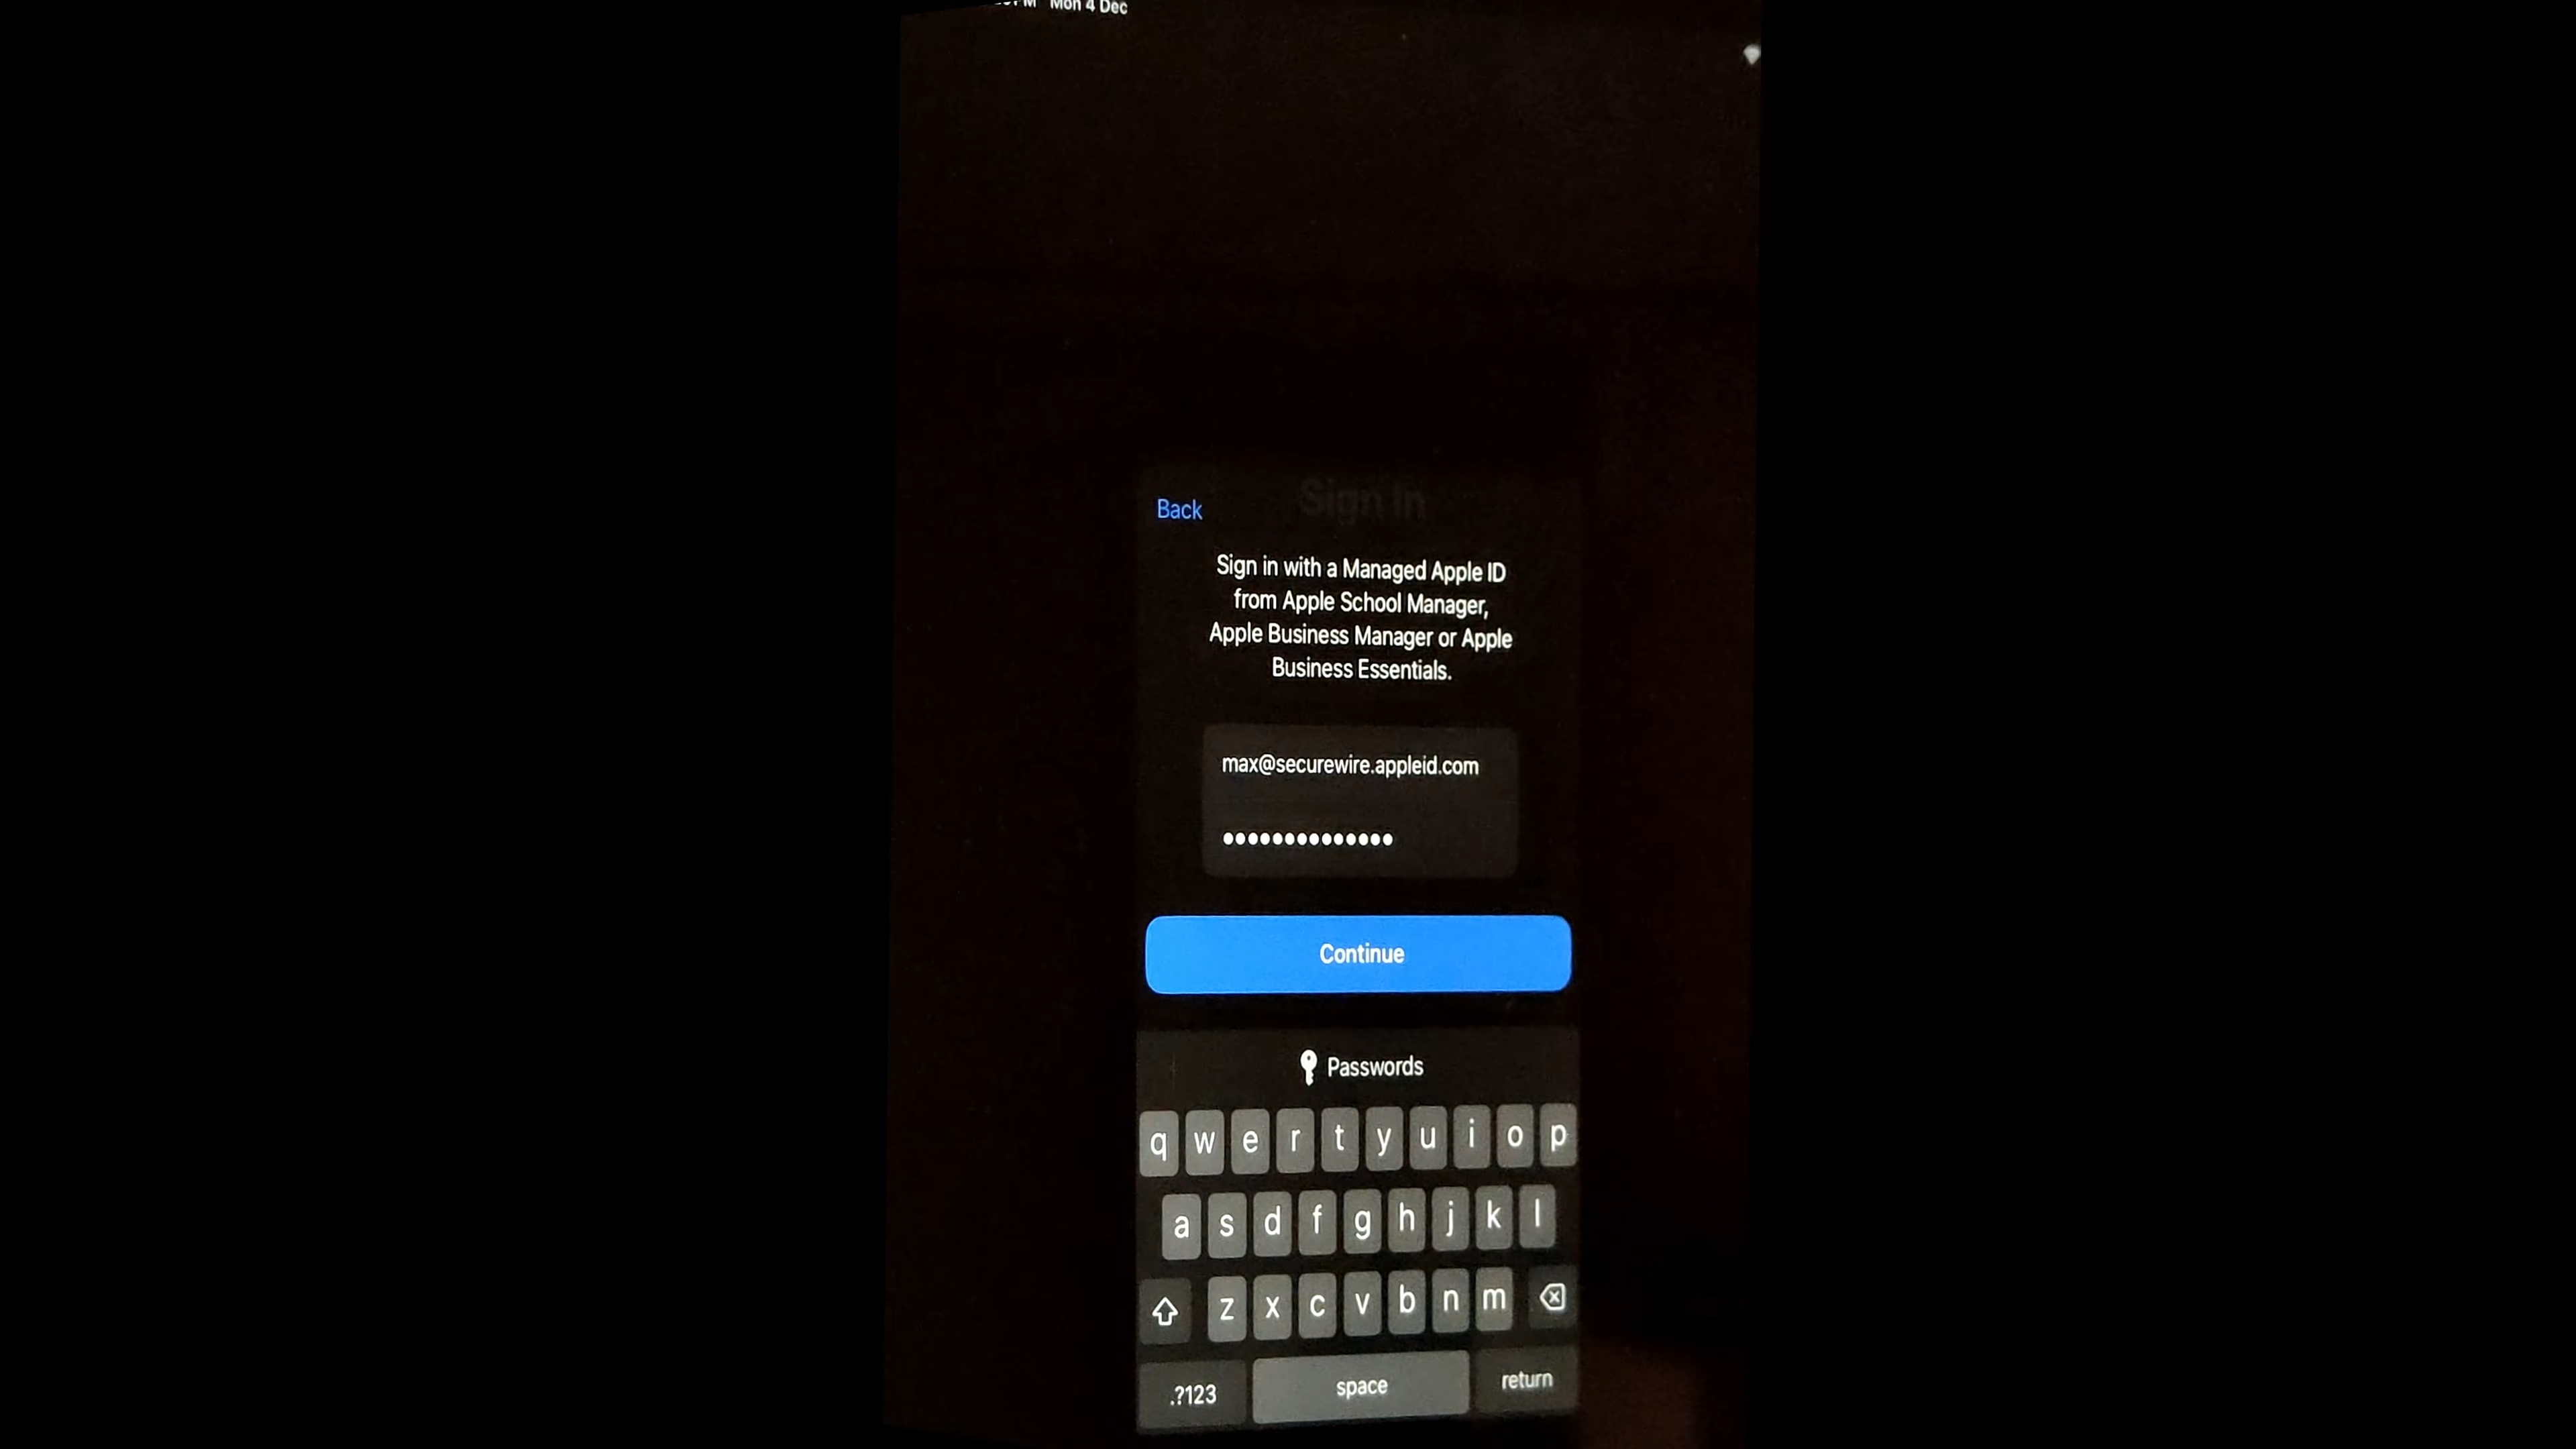 Mon 4 Dec
Sign In
Back
Sign in with a Managed Apple ID
from Apple School Manager,
Apple Business Manager or Apple
Business Essentials.
max@securewire.appleid.com
●●●●●●●●●●●●●●
Continue
Passwords
q w e r t y u i o p
a s d f g h j k l
z x c v b n m
.?123 space return